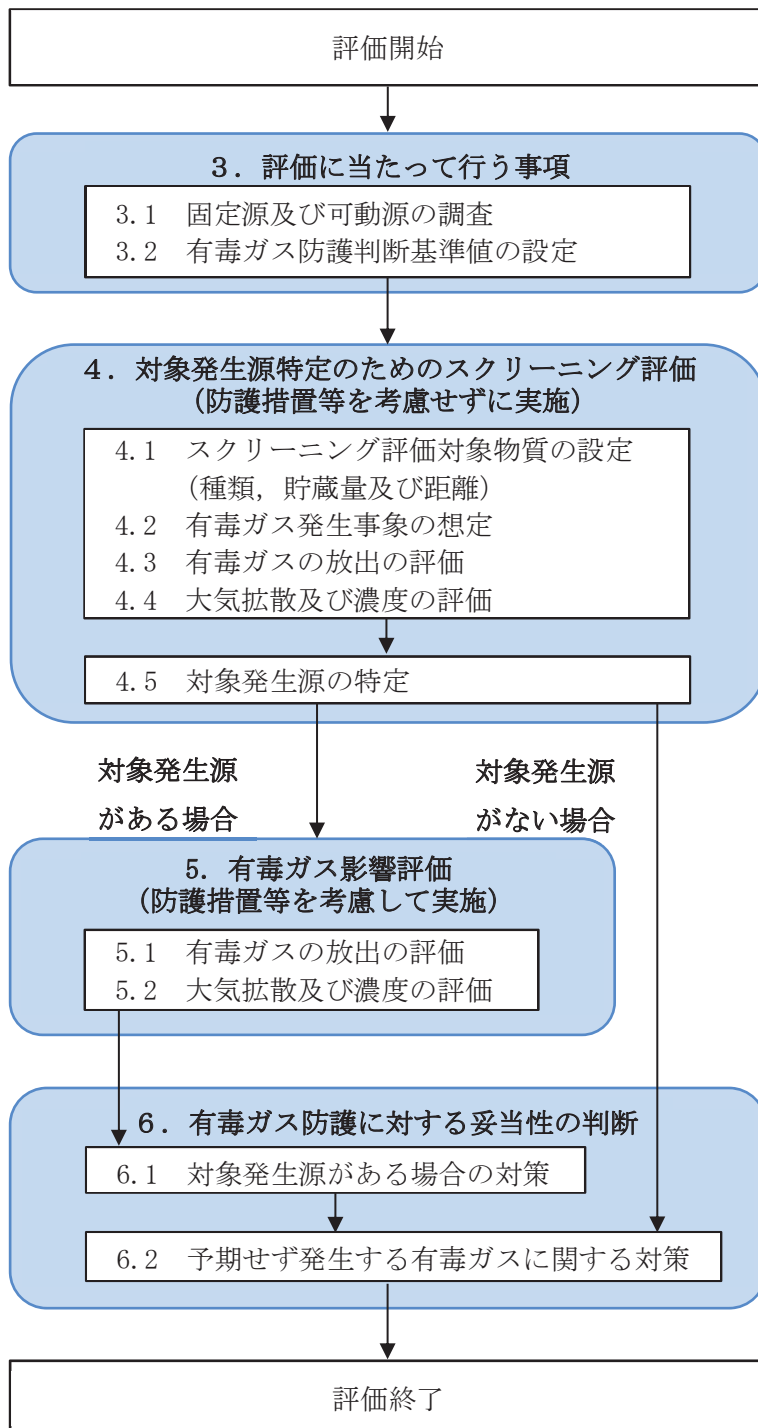 評価開始
３．評価に当たって行う事項
3.1 固定源及び可動源の調査
3.2 有毒ガス防護判断基準値の設定
４．対象発生源特定のためのスクリーニング評価
（防護措置等を考慮せずに実施）
4.1 スクリーニング評価対象物質の設定
（種類，貯蔵量及び距離）
4.2 有毒ガス発生事象の想定
4.3 有毒ガスの放出の評価
4.4 大気拡散及び濃度の評価
4.5 対象発生源の特定
対象発生源
がある場合
対象発生源
がない場合
5. 有毒ガス影響評価
（防護措置等を考慮して実施）
5.1 有毒ガスの放出の評価
5.2 大気拡散及び濃度の評価
６．有毒ガス防護に対する妥当性の判断
6.1 対象発生源がある場合の対策
6.2 予期せず発生する有毒ガスに関する対策
評価終了